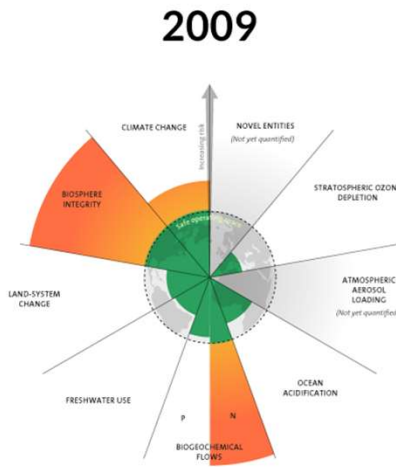 2009
CLIMATE CHANGE
NOVEL ENTITIES
(Not yet quantified)
Increasing risk
STRATOSPHERIC OZON
DEPLETION
BIOSPHERE
INTEGRITY
Safe operating space
LAND-SYSTEM
CHANGE
ATMOSPHERIC
AEROSOL
LOADING
(Not yet quantified
OCEAN
ACIDIFICATION
FRESHWATER USE
P
N
BIOGEOCHEMICAL
FLOWS